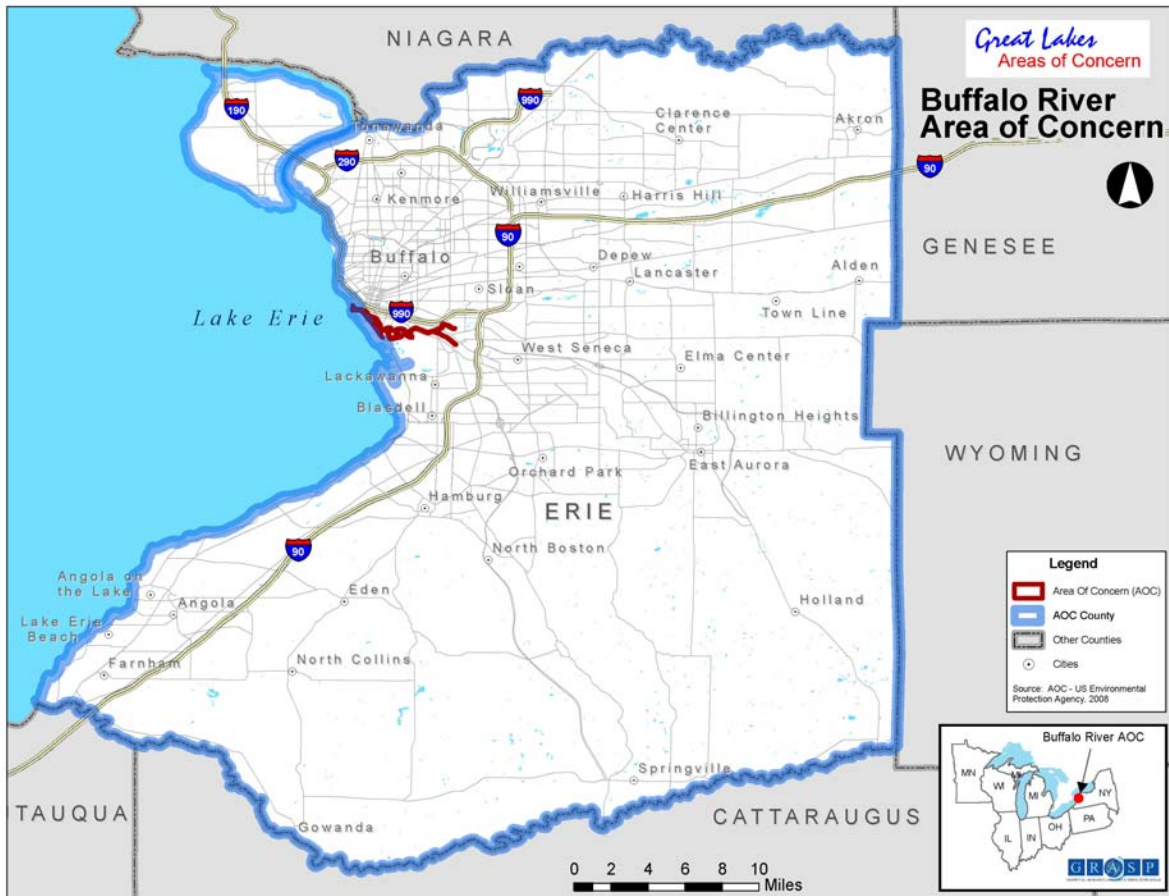 NIAGARA
Great Lakes
Areas of Concern
Buffalo River
Area of Concern
190
990
Tonawanda
290
Clarence
Center
Akron
90
Kenmore
Williamsville
Harris Hill
90
GENESEE
Buffalo
Depew
Sloan
Lancaster
Alden
Lake Erie
990
Town Line
West Seneca
Elma Center
Lackawanna
Blasdell
Billington Heights
WYOMING
Orchard Park
East Aurora
Hamburg
ERIE
90
North Boston
Angola on
the Lake
Angola
Eden
Holland
Lake Erie
Beach
Farnham
North Collins
Springville
UTAUQUA
Gowanda
CATTARAUGUS
0 2 4 6 8 10
Miles
Legend
Area Of Concern (AOC)
AOC County
Other Counties
Cities
Source: AOC - US Environmental
Protection Agency, 2008
Buffalo River AOC
MN
WI
MI
MI
NY
PA
IL
IN
OH
GRASP